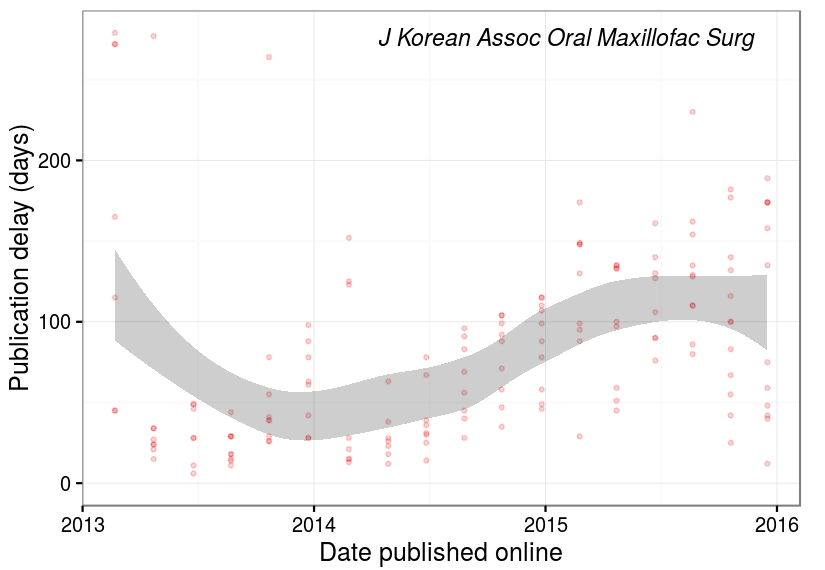 J Korean Assoc Oral Maxillofac Surg
Publication delay (days)
200
100
0
2013
2014
2015
2016
Date published online